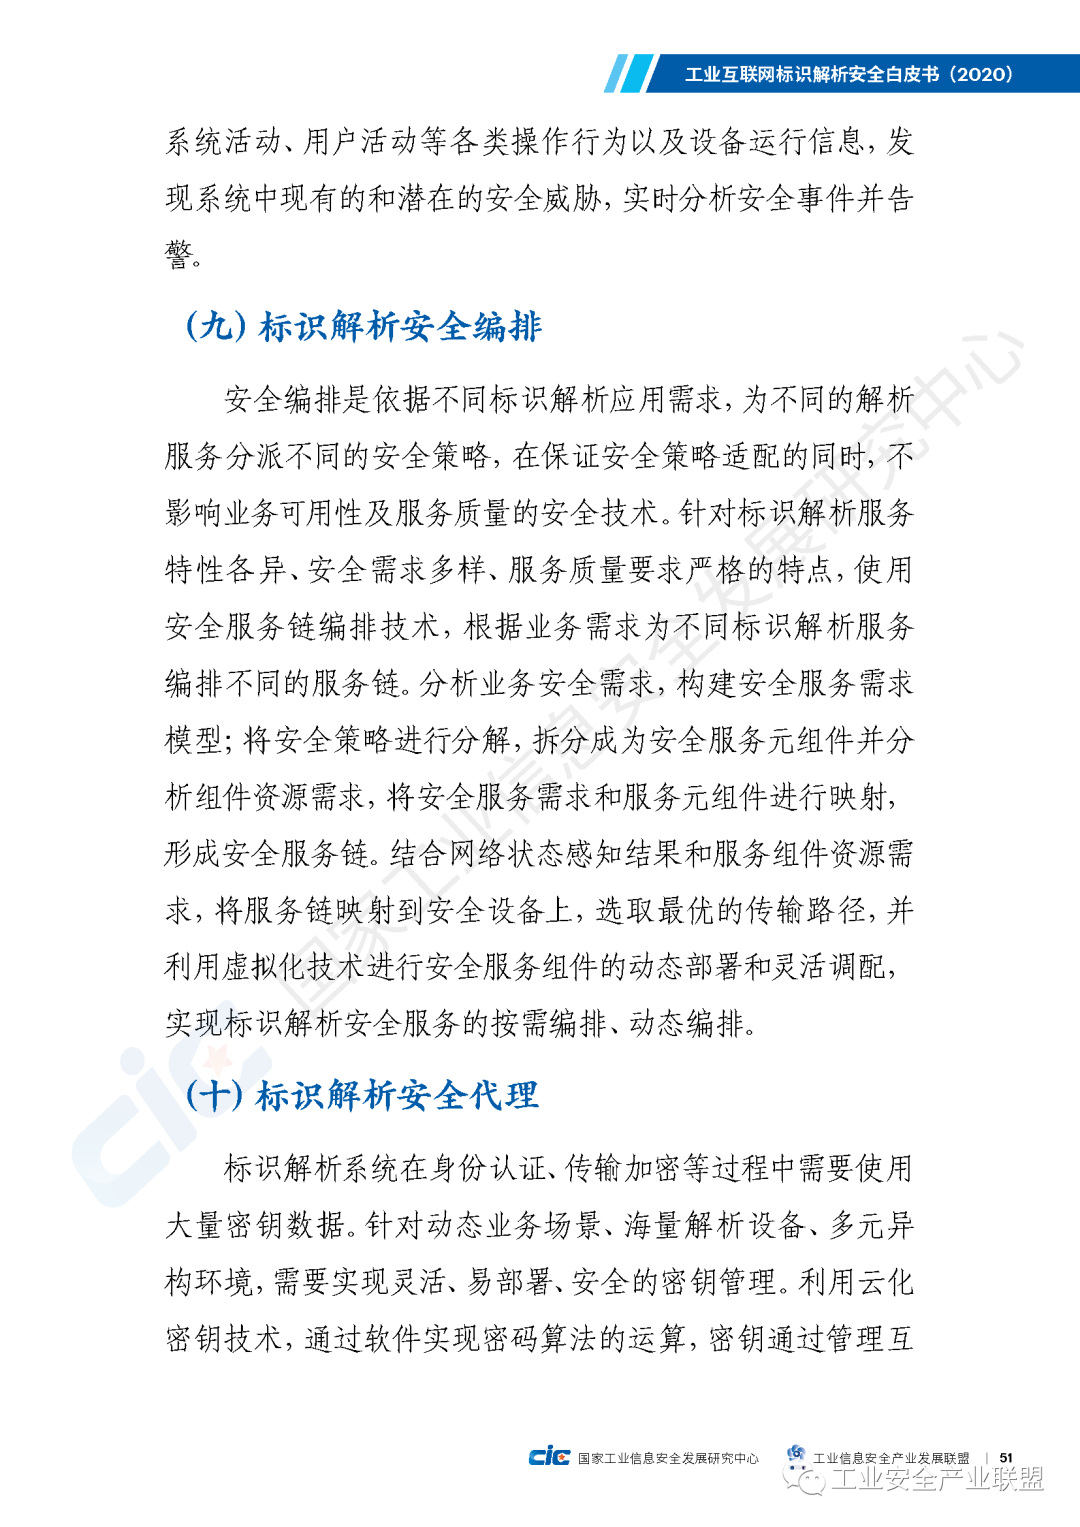 工业互联网标识解析安全白皮书（2020）
系统活动、用户活动等各类操作行为以及设备运行信息，发
现系统中现有的和潜在的安全威胁，实时分析安全事件并告
警。
（九）标识解析安全编排
安全编排是依据不同标识解析应用需求，为不同的解析
服务分派不同的安全策略，在保证安全策略适配的同时，不
影响业务可用性及服务质量的安全技术。针对标识解析服务
特性各异、安全需求多样、服务质量要求严格的特点，使用
安全服务链编排技术，根据业务需求为不同标识解析服务
编排不同的服务链。分析业务安全需求，构建安全服务需求
模型；将安全策略进行分解，拆分成为安全服务元组件并分
析组件资源需求，将安全服务需求和服务元组件进行映射，
形成安全服务链。结合网络状态感知结果和服务组件资源需
求，将服务链映射到安全设备上，选取最优的传输路径，并
利用虚拟化技术进行安全服务组件的动态部署和灵活调配，
实现标识解析安全服务的按需编排、动态编排。
（十）标识解析安全代理
标识解析系统在身份认证、传输加密等过程中需要使用
大量密钥数据。针对动态业务场景、海量解析设备、多元异
构环境，需要实现灵活、易部署、安全的密钥管理。利用云化
密钥技术，通过软件实现密码算法的运算，密钥通过管理互
国家工业信息安全发展研究中心
CIC
CIC 国家工业信息安全发展研究中心 工业信息安全产业发展联盟 | 51
工业安全产业联盟